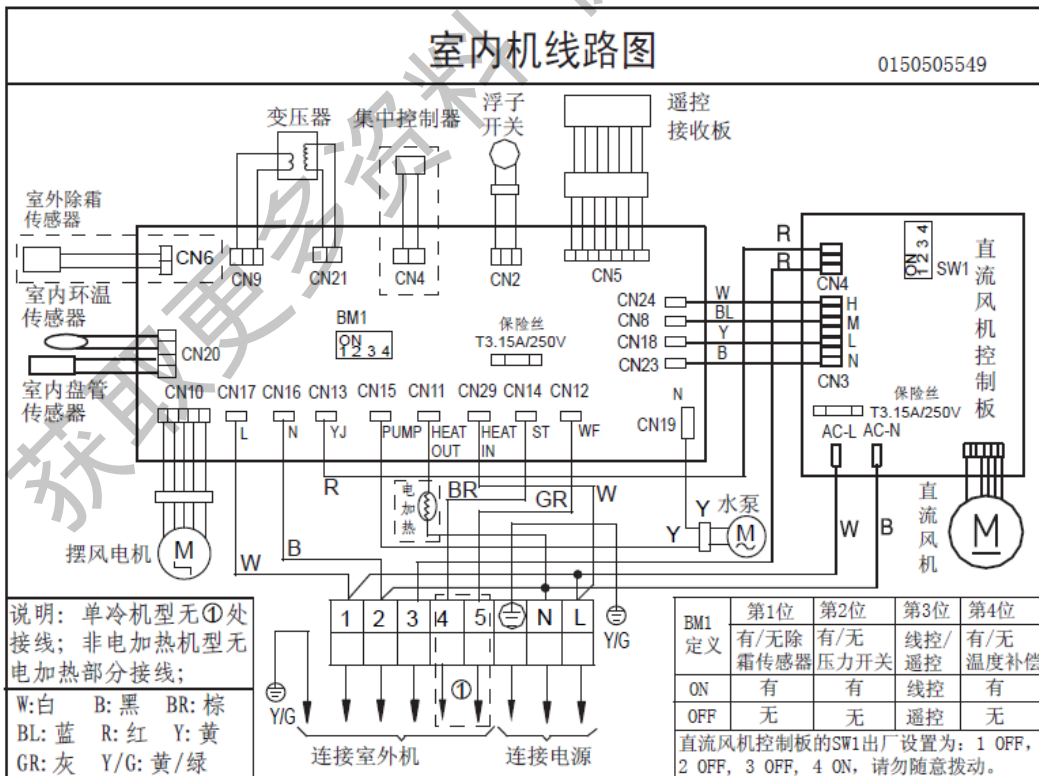 室内机线路图
0150505549
获取更多资料
变压器
集中控制器
浮子
开关
遥控
接收板
室外除霜
传感器
CN6
CN9
CN21
CN4
CN2
CN5
R
R
CN4
ON
1 2 3 4
SW1
直流风机控制板
室内环温
传感器
CN20
BM1
ON
1 2 3 4
保险丝
T3.15A/250V
CN24
CN8
CN18
CN23
W
BL
Y
B
H
M
L
N
CN3
室内盘管
传感器
CN10
CN17
CN16
CN13
CN15
CN11
CN29
CN14
CN12
L
N
YJ
PUMP
HEAT
OUT
HEAT
IN
ST
WF
N
CN19
保险丝
T3.15A/250V
AC-L
AC-N
R
电加热
BR
GR
W
Y
Y
水泵
M
W
B
直流风机
M
摆风电机
M
W
B
1
2
3
4
5
N
L
Y/G
Y/G
①
连接室外机
连接电源
说明: 单冷机型无①处
接线; 非电加热机型无
电加热部分接线;
W:白 B:黑 BR:棕
BL:蓝 R:红 Y:黄
GR:灰 Y/G:黄/绿
BM1
定义
第1位
第2位
第3位
第4位
有/无除
霜传感器
有/无
压力开关
线控/
遥控
有/无
温度补偿
ON
有
有
线控
有
OFF
无
无
遥控
无
直流风机控制板的SW1出厂设置为: 1 OFF,
2 OFF, 3 OFF, 4 ON, 请勿随意拨动。